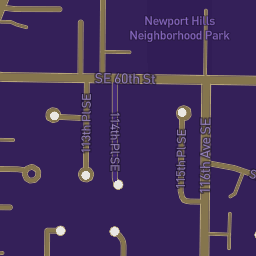 Newport Hills
Neighborhood Park
SE 60th St
113th Pl SE
114th Pl SE
115th Pl SE
116th Ave SE
SE